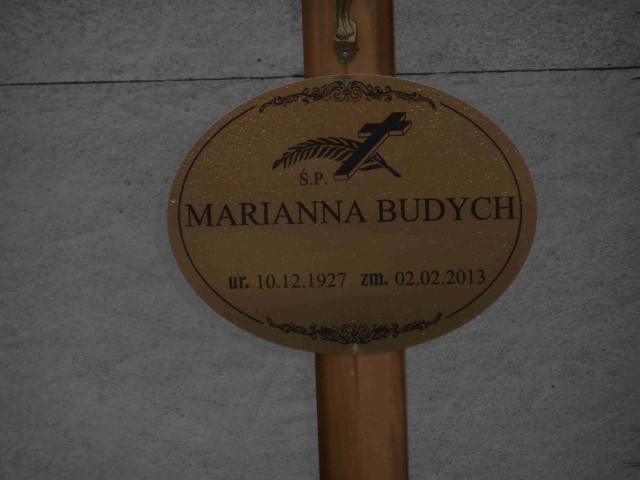 Ś.P.
MARIANNA BUDYCH
ur. 10.12.1927 zm. 02.02.2013